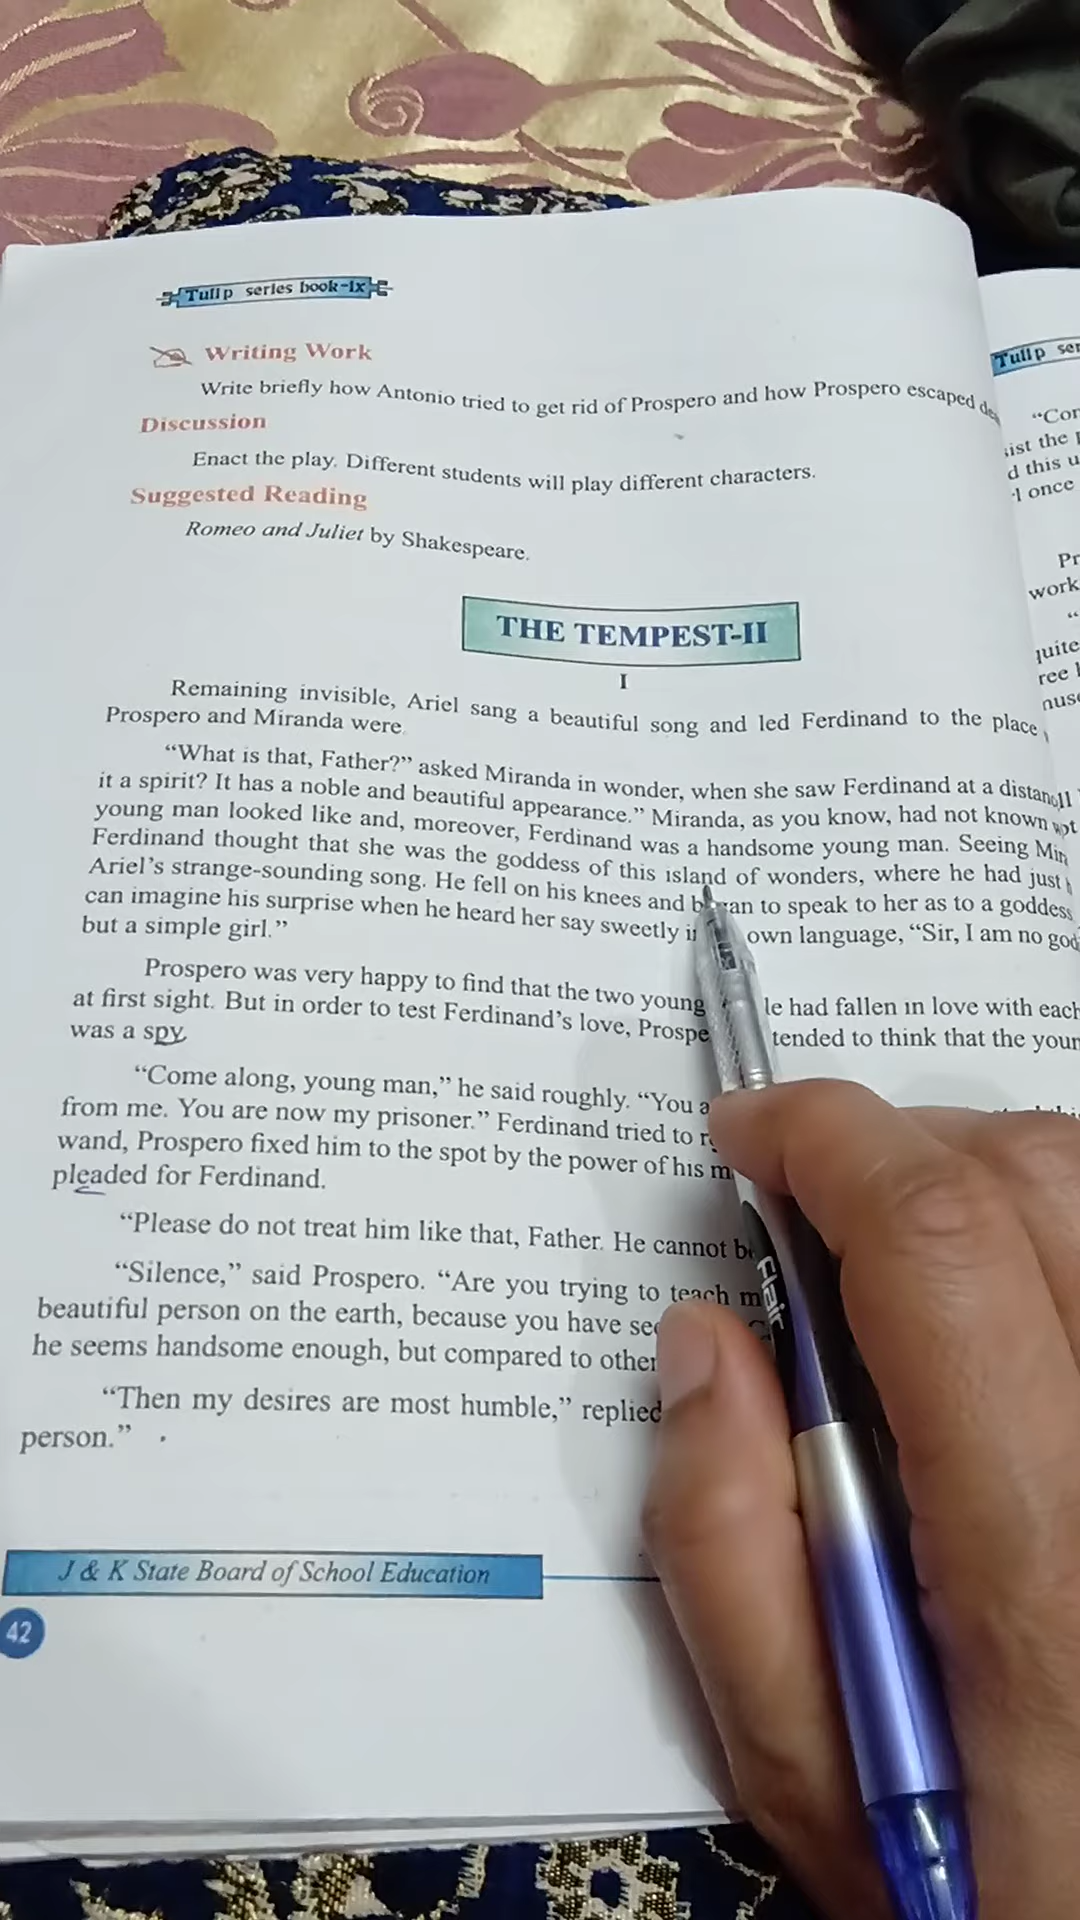 Tulip series book-ix
Writing Work
Write briefly how Antonio tried to get rid of Prospero and how Prospero escaped
Discussion
Enact the play. Different students will play different characters.
Suggested Reading
Romeo and Juliet by Shakespeare.
THE TEMPEST-II
I
Remaining invisible, Ariel sang a beautiful song and led Ferdinand to the place
Prospero and Miranda were.
“What is that, Father?” asked Miranda in wonder, when she saw Ferdinand at a
it a spirit? It has a noble and beautiful appearance.” Miranda, as you know, had not known
young man looked like and, moreover, Ferdinand was a handsome young man. Seeing
Ferdinand thought that she was the goddess of this island of wonders, where he had just
Ariel’s strange-sounding song. He fell on his knees and to speak to her as to a goddess
can imagine his surprise when he heard her say sweetly own language, “Sir, I am no
but a simple girl.”
Prospero was very happy to find that the two young had fallen in love with each
at first sight. But in order to test Ferdinand’s love, that the
was a spy.
“Come along, young man,” he said roughly. “You
from me. You are now my prisoner.” Ferdinand tried to
wand, Prospero fixed him to the spot by the power of his
pleaded for Ferdinand.
“Please do not treat him like that, Father. He cannot
“Silence,” said Prospero. “Are you trying to teach
beautiful person on the earth, because you have
he seems handsome enough, but compared to
“Then my desires are most humble,” replied
person.”
J & K State Board of School Education
42
Tulip
the
this
once
work
Flair